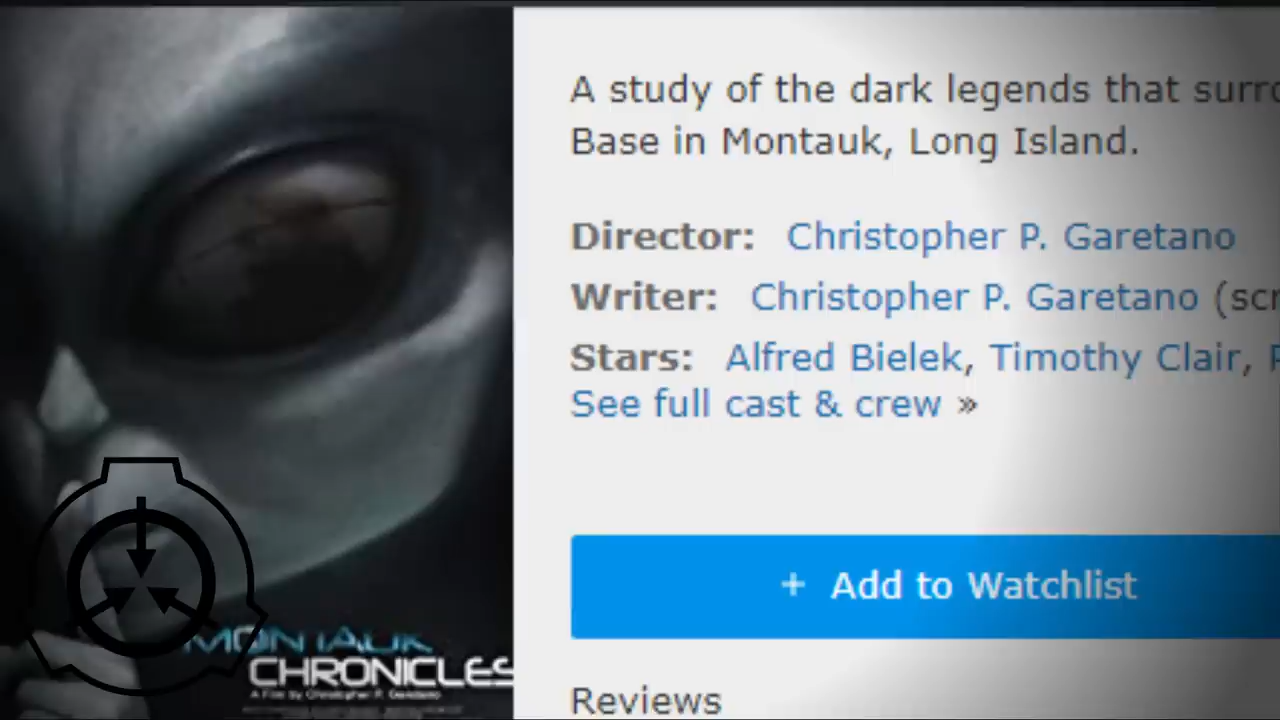 A study of the dark legends that surro
Base in Montauk, Long Island.
Director: Christopher P. Garetano
Writer: Christopher P. Garetano (scr
Stars: Alfred Bielek, Timothy Clair,
See full cast & crew »
+ Add to Watchlist
Reviews
MONTAUK
CHRONICLES
A Film by Christopher P. Garetano